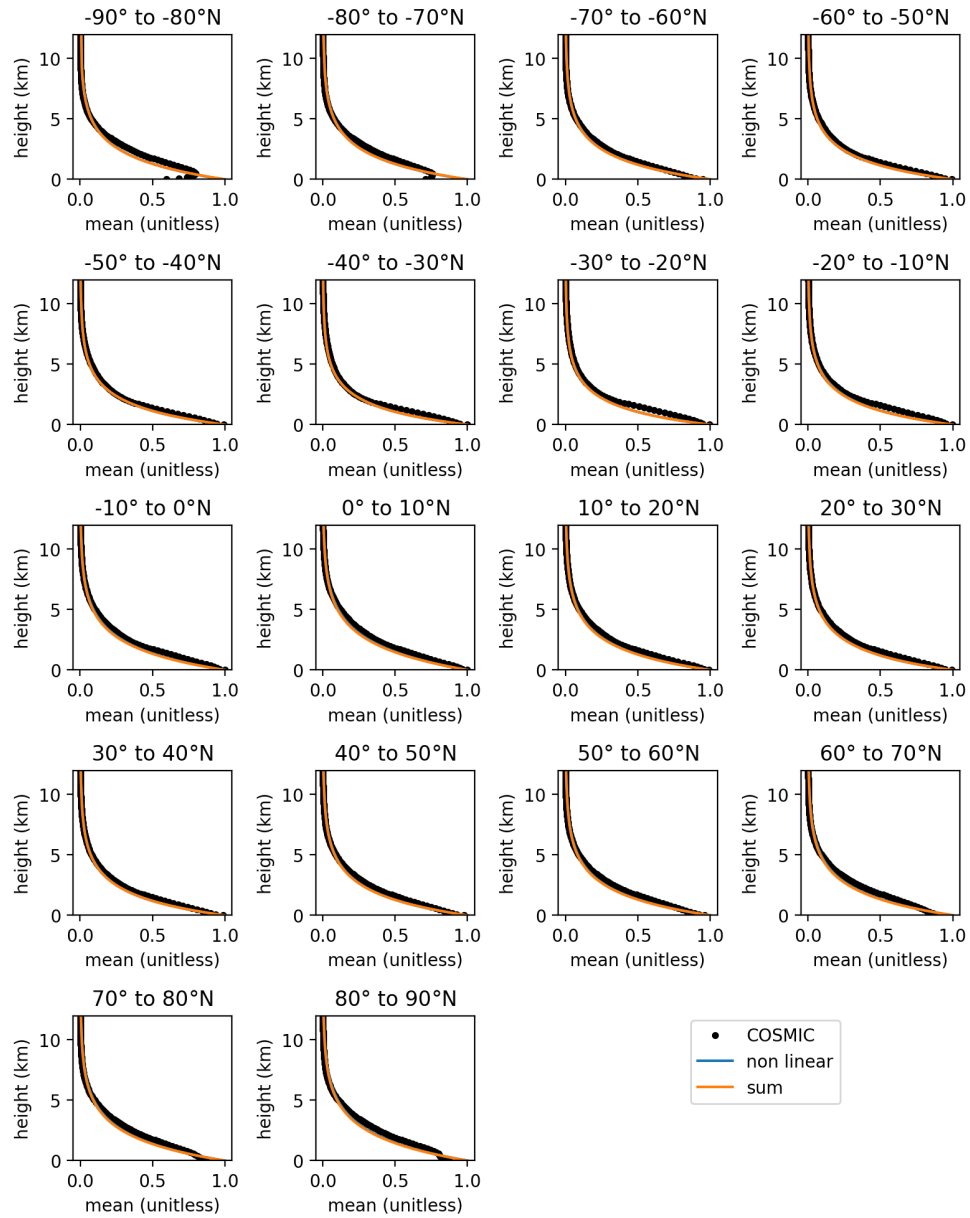 -90° to -80°N
-80° to -70°N
-70° to -60°N
-60° to -50°N
height (km)
10
5
0
height (km)
10
5
0
height (km)
10
5
0
height (km)
10
5
0
0.0 0.5 1.0
0.0 0.5 1.0
0.0 0.5 1.0
0.0 0.5 1.0
mean (unitless)
mean (unitless)
mean (unitless)
mean (unitless)
-50° to -40°N
-40° to -30°N
-30° to -20°N
-20° to -10°N
height (km)
10
5
0
height (km)
10
5
0
height (km)
10
5
0
height (km)
10
5
0
0.0 0.5 1.0
0.0 0.5 1.0
0.0 0.5 1.0
0.0 0.5 1.0
mean (unitless)
mean (unitless)
mean (unitless)
mean (unitless)
-10° to 0°N
0° to 10°N
10° to 20°N
20° to 30°N
height (km)
10
5
0
height (km)
10
5
0
height (km)
10
5
0
height (km)
10
5
0
0.0 0.5 1.0
0.0 0.5 1.0
0.0 0.5 1.0
0.0 0.5 1.0
mean (unitless)
mean (unitless)
mean (unitless)
mean (unitless)
30° to 40°N
40° to 50°N
50° to 60°N
60° to 70°N
height (km)
10
5
0
height (km)
10
5
0
height (km)
10
5
0
height (km)
10
5
0
0.0 0.5 1.0
0.0 0.5 1.0
0.0 0.5 1.0
0.0 0.5 1.0
mean (unitless)
mean (unitless)
mean (unitless)
mean (unitless)
70° to 80°N
80° to 90°N
height (km)
10
5
0
height (km)
10
5
0
0.0 0.5 1.0
0.0 0.5 1.0
mean (unitless)
mean (unitless)
COSMIC
non linear
sum